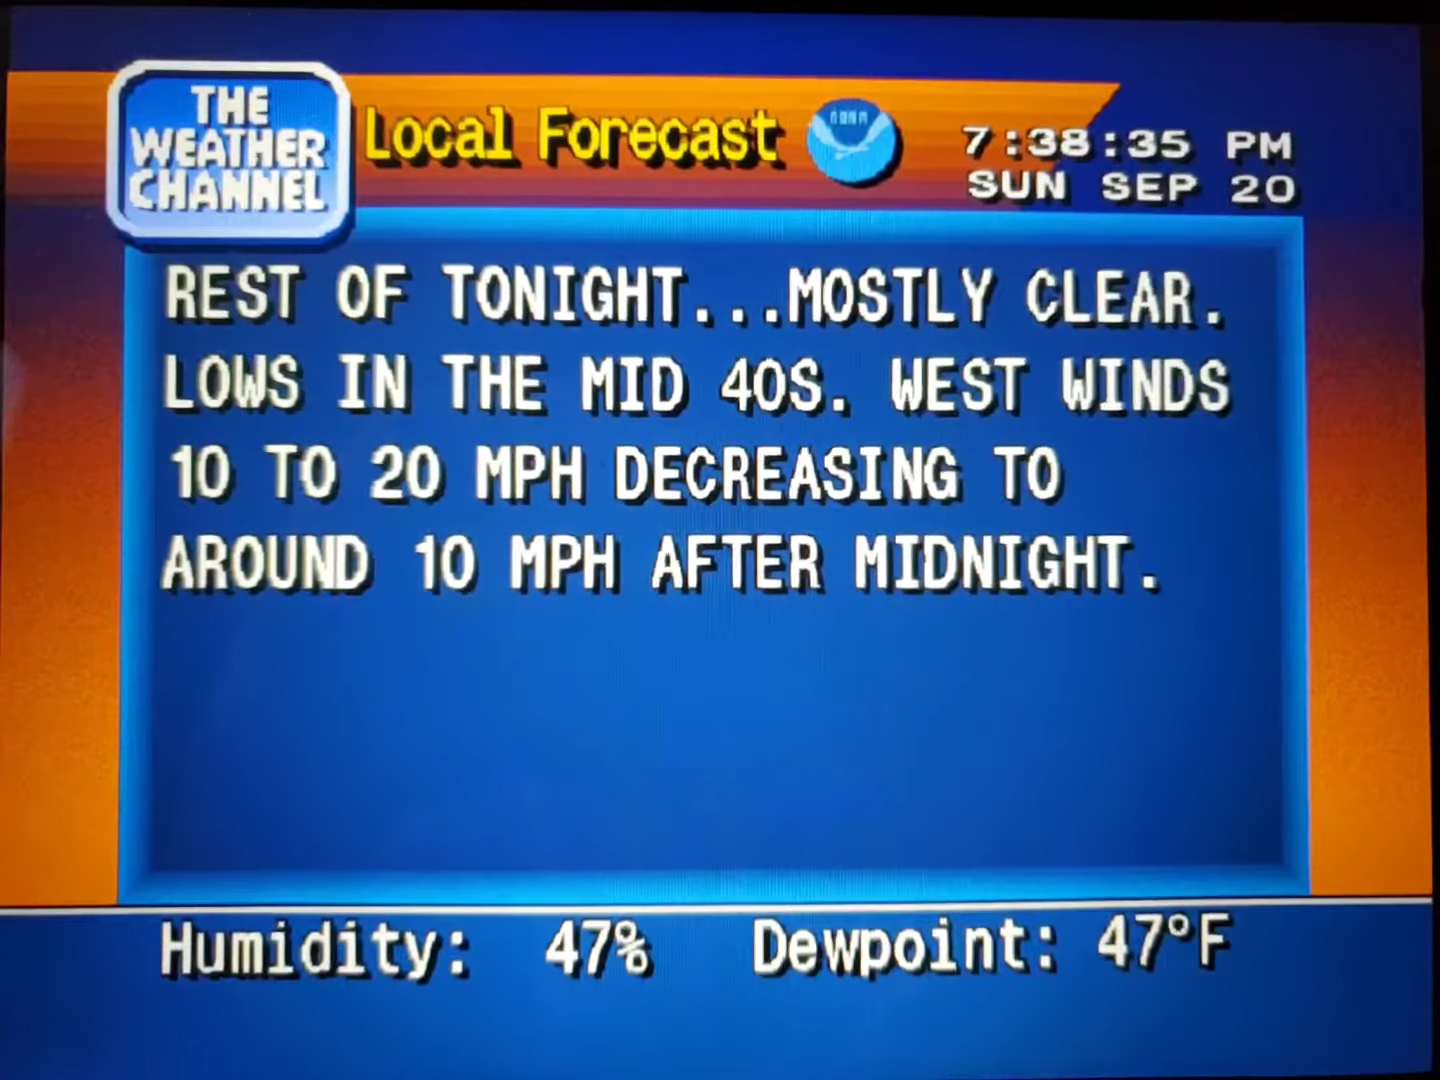 THE
WEATHER
CHANNEL
Local Forecast
NOAA
7:38:35 PM
SUN SEP 20
REST OF TONIGHT...MOSTLY CLEAR.
LOWS IN THE MID 40S. WEST WINDS
10 TO 20 MPH DECREASING TO
AROUND 10 MPH AFTER MIDNIGHT.
Humidity: 47% Dewpoint: 47°F